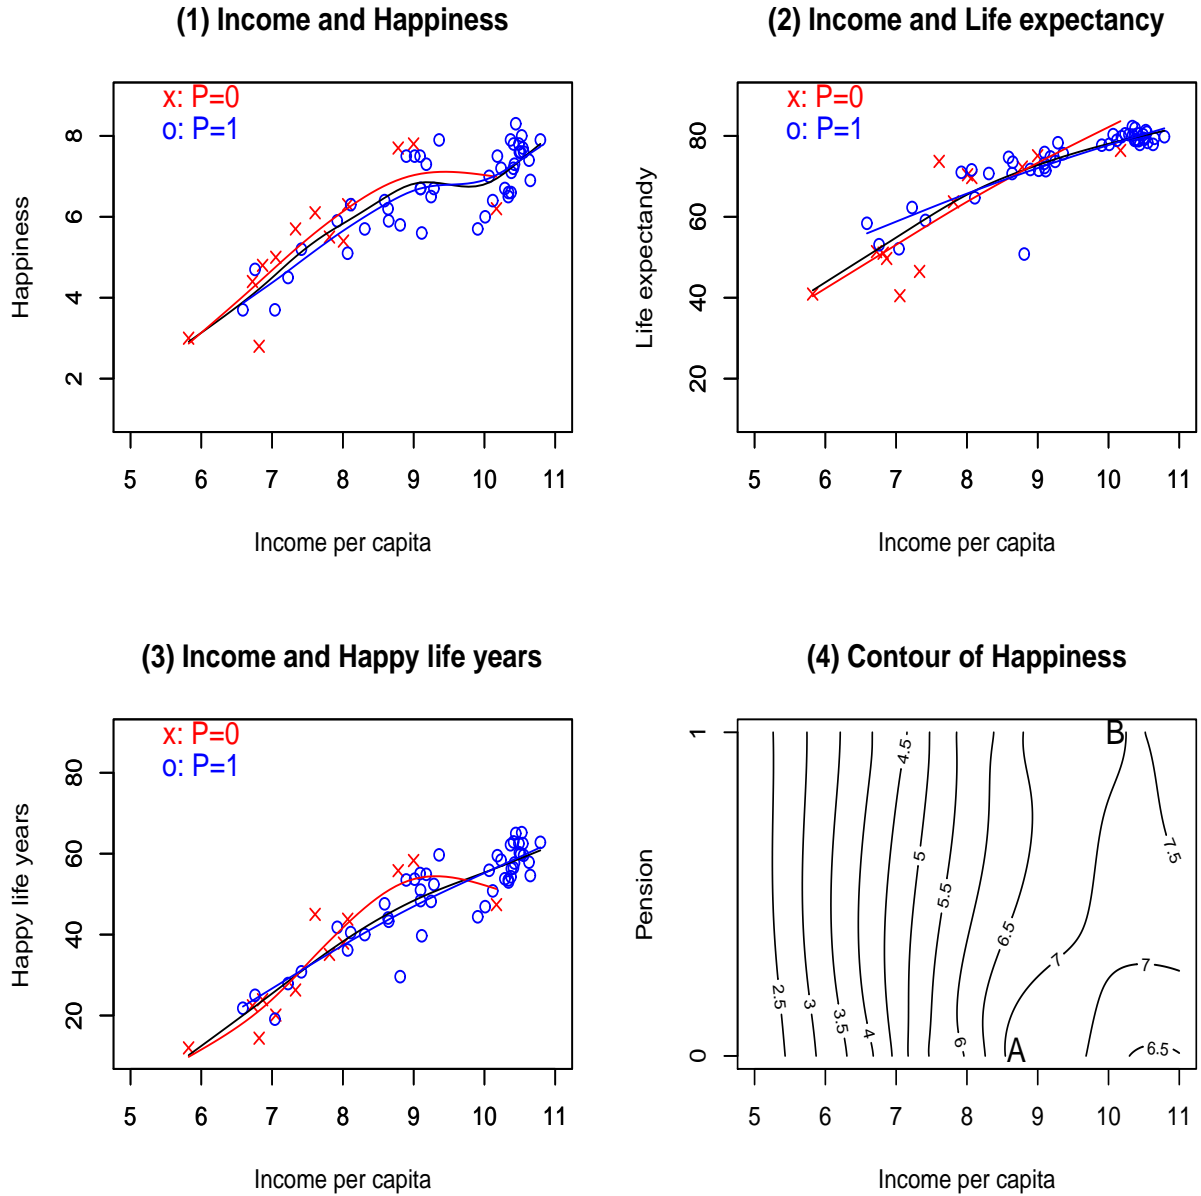 (1) Income and Happiness
x: P=0
o: P=1
Happiness
8
6
4
2
5 6 7 8 9 10 11
Income per capita
(2) Income and Life expectancy
x: P=0
o: P=1
Life expectandy
80
60
40
20
5 6 7 8 9 10 11
Income per capita
(3) Income and Happy life years
x: P=0
o: P=1
Happy life years
80
60
40
20
5 6 7 8 9 10 11
Income per capita
(4) Contour of Happiness
Pension
1
0
B
A
2.5
3
3.5
4
4.5
5
5.5
6
6.5
7
7
7.5
6.5
5 6 7 8 9 10 11
Income per capita